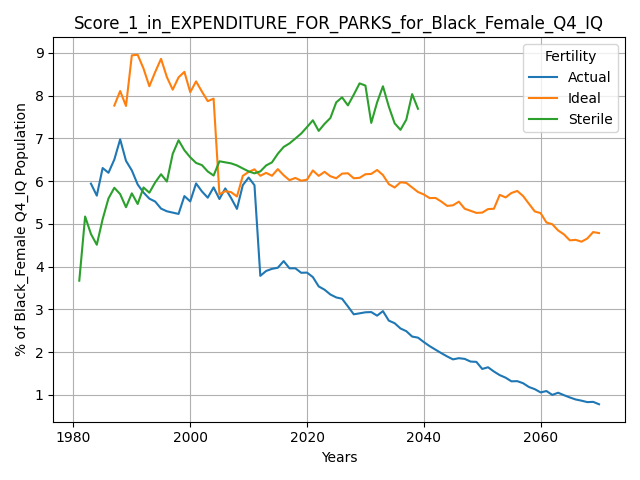 Score_1_in_EXPENDITURE_FOR_PARKS_for_Black_Female_Q4_IQ
Fertility
Actual
Ideal
Sterile
% of Black_Female Q4_IQ Population
9
8
7
6
5
4
3
2
1
1980
2000
2020
2040
2060
Years